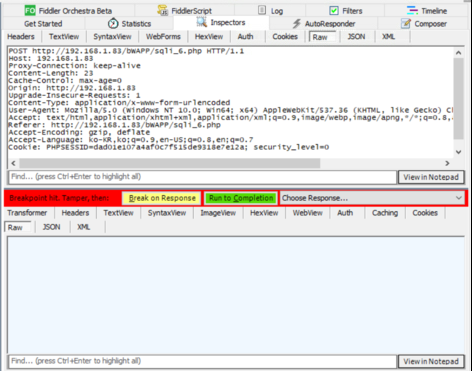 Fiddler Orchestra Beta FiddlerScript Log Filters Timeline
Get Started Statistics Inspectors AutoResponder Composer
Headers TextView SyntaxView WebForms HexView Auth Cookies Raw JSON XML
POST http://192.168.1.83/bWAPP/sqli_6.php HTTP/1.1
Host: 192.168.1.83
Proxy-Connection: keep-alive
Content-Length: 23
Cache-Control: max-age=0
Origin: http://192.168.1.83
Upgrade-Insecure-Requests: 1
Content-Type: application/x-www-form-urlencoded
User-Agent: Mozilla/5.0 (Windows NT 10.0; Win64; x64) AppleWebKit/537.36 (KHTML, like Gecko)
Accept: text/html,application/xhtml+xml,application/xml;q=0.9,image/webp,image/apng,*/*;q=0.8,
Referer: http://192.168.1.83/bWAPP/sqli_6.php
Accept-Encoding: gzip, deflate
Accept-Language: ko-KR,ko;q=0.9,en-US;q=0.8,en;q=0.7
Cookie: PHPSESSID=dad01e107a4af0c7f515de9318e7e12a; security_level=0
Find... (press Ctrl+Enter to highlight all) View in Notepad
Breakpoint hit. Tamper, then: Break on Response Run to Completion Choose Response...
Transformer Headers TextView SyntaxView ImageView HexView WebView Auth Caching Cookies
Raw JSON XML
Find... (press Ctrl+Enter to highlight all) View in Notepad